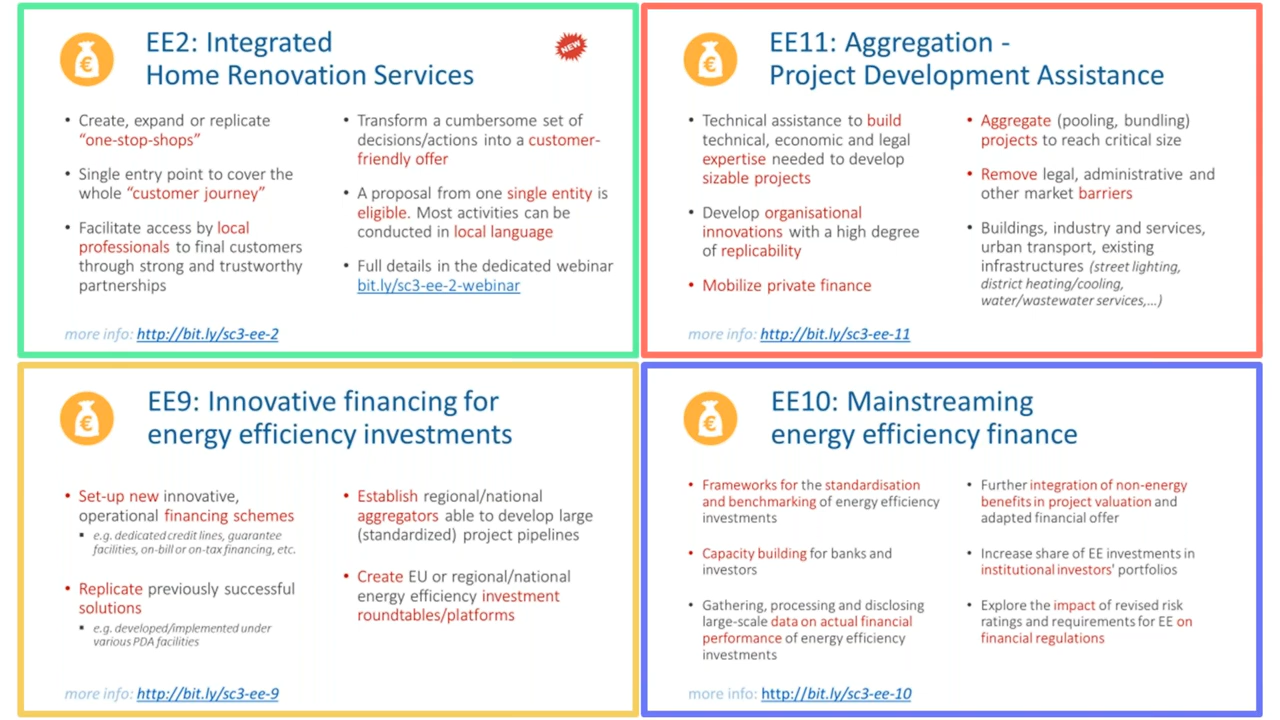 EE2: Integrated
Home Renovation Services
NEW
• Create, expand or replicate
“one-stop-shops”
• Single entry point to cover the
whole “customer journey”
• Facilitate access by local
professionals to final customers
through strong and trustworthy
partnerships
• Transform a cumbersome set of
decisions/actions into a customer-
friendly offer
• A proposal from one single entity is
eligible. Most activities can be
conducted in local language
• Full details in the dedicated webinar
bit.ly/sc3-ee-2-webinar
more info: http://bit.ly/sc3-ee-2
EE11: Aggregation -
Project Development Assistance
• Technical assistance to build
technical, economic and legal
expertise needed to develop
sizable projects
• Develop organisational
innovations with a high degree
of replicability
• Mobilize private finance
• Aggregate (pooling, bundling)
projects to reach critical size
• Remove legal, administrative and
other market barriers
• Buildings, industry and services,
urban transport, existing
infrastructures (street lighting,
district heating/cooling,
water/wastewater services,...)
more info: http://bit.ly/sc3-ee-11
EE9: Innovative financing for
energy efficiency investments
• Set-up new innovative,
operational financing schemes
▪ e.g. dedicated credit lines, guarantee
facilities, on-bill or on-tax financing, etc.
• Replicate previously successful
solutions
▪ e.g. developed/implemented under
various PDA facilities
• Establish regional/national
aggregators able to develop large
(standardized) project pipelines
• Create EU or regional/national
energy efficiency investment
roundtables/platforms
more info: http://bit.ly/sc3-ee-9
EE10: Mainstreaming
energy efficiency finance
• Frameworks for the standardisation
and benchmarking of energy efficiency
investments
• Capacity building for banks and
investors
• Gathering, processing and disclosing
large-scale data on actual financial
performance of energy efficiency
investments
• Further integration of non-energy
benefits in project valuation and
adapted financial offer
• Increase share of EE investments in
institutional investors' portfolios
• Explore the impact of revised risk
ratings and requirements for EE on
financial regulations
more info: http://bit.ly/sc3-ee-10